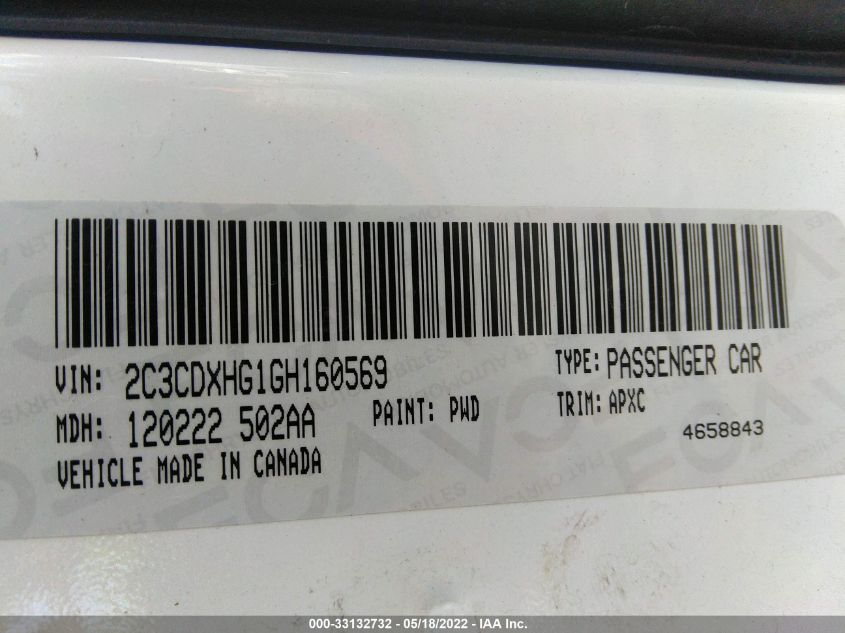 VIN: 2C3CDXHG1GH160569 TYPE: PASSENGER CAR
MDH: 120222 502AA PAINT: PWD TRIM: APXC
4658843
VEHICLE MADE IN CANADA
000-33132732 - 05/18/2022 - IAA Inc.